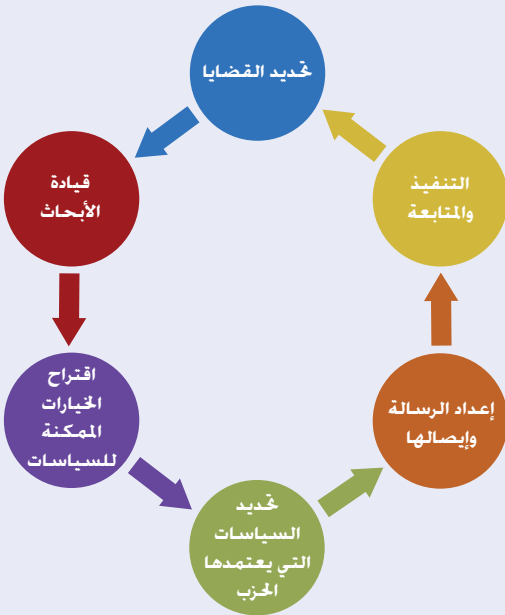 تحديد القضايا
قيادة
الأبحاث
اقتراح
الخيارات
الممكنة
للسياسات
تحديد
السياسات
التي يعتمدها
الحزب
إعداد الرسالة
وإيصالها
التنفيذ
والمتابعة